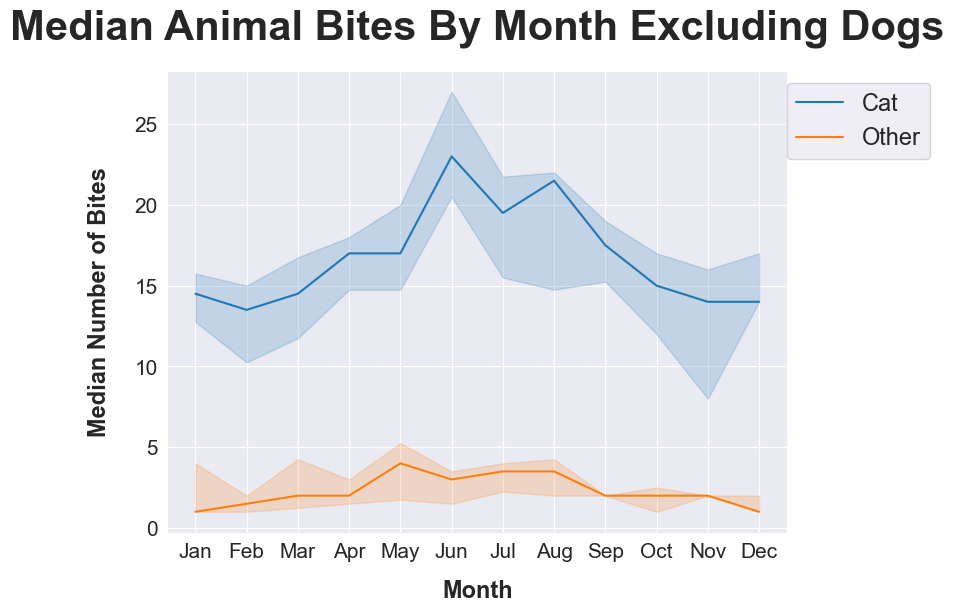 Median Animal Bites By Month Excluding Dogs
Cat
Other
Median Number of Bites
25
20
15
10
5
0
Jan Feb Mar Apr May Jun Jul Aug Sep Oct Nov Dec
Month